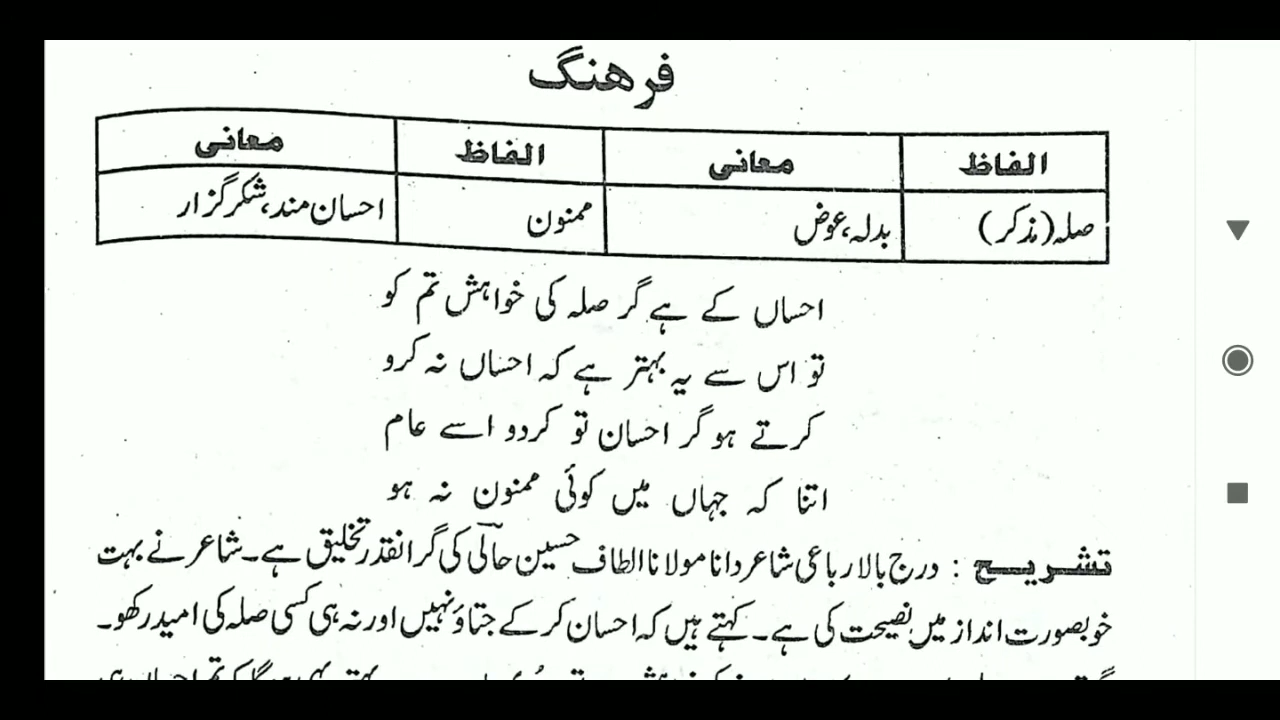 فرهنگ
الفاظ معانی الفاظ معانی
صلہ(مذکر) بدلہ،عوض ممنون احسان مند،شکرگزار
احساں کے ہے گر صلہ کی خواہش تم کو
تو اس سے یہ بہتر ہے کہ احساں نہ کرو
کرتے ہو گر احسان تو کردو اسے عام
اتنا کہ جہاں میں کوئی ممنون نہ ہو
تشریح : درج بالا رباعی شاعر دانا مولانا الطاف حسین حالی کی گرانقدر تخلیق ہے۔ شاعر نے بہت
خوبصورت انداز میں نصیحت کی ہے۔ کہتے ہیں کہ احسان کر کے جتاؤ نہیں اور نہ ہی کسی صلہ کی امید رکھو۔